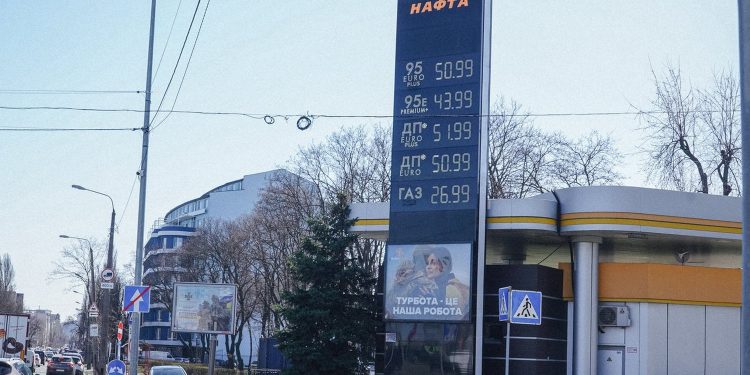 НАФТА
95 EURO PLUS 50.99
95E PREMIUM+ 43.99
ДП+ EURO PLUS 51.99
ДП+ EURO 50.99
ГАЗ 26.99
ТУРБОТА - ЦЕ
НАША РОБОТА